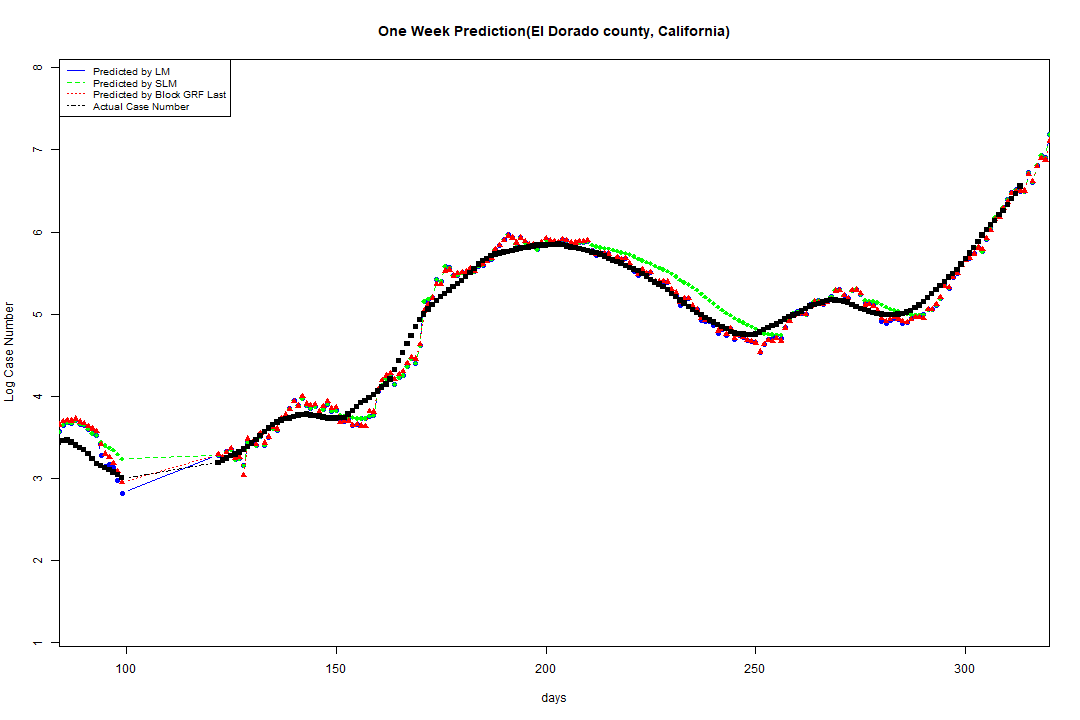 One Week Prediction(El Dorado county, California)
Predicted by LM
Predicted by SLM
Predicted by Block GRF Last
Actual Case Number
8
7
6
5
4
3
2
1
Log Case Number
100 150 200 250 300
days